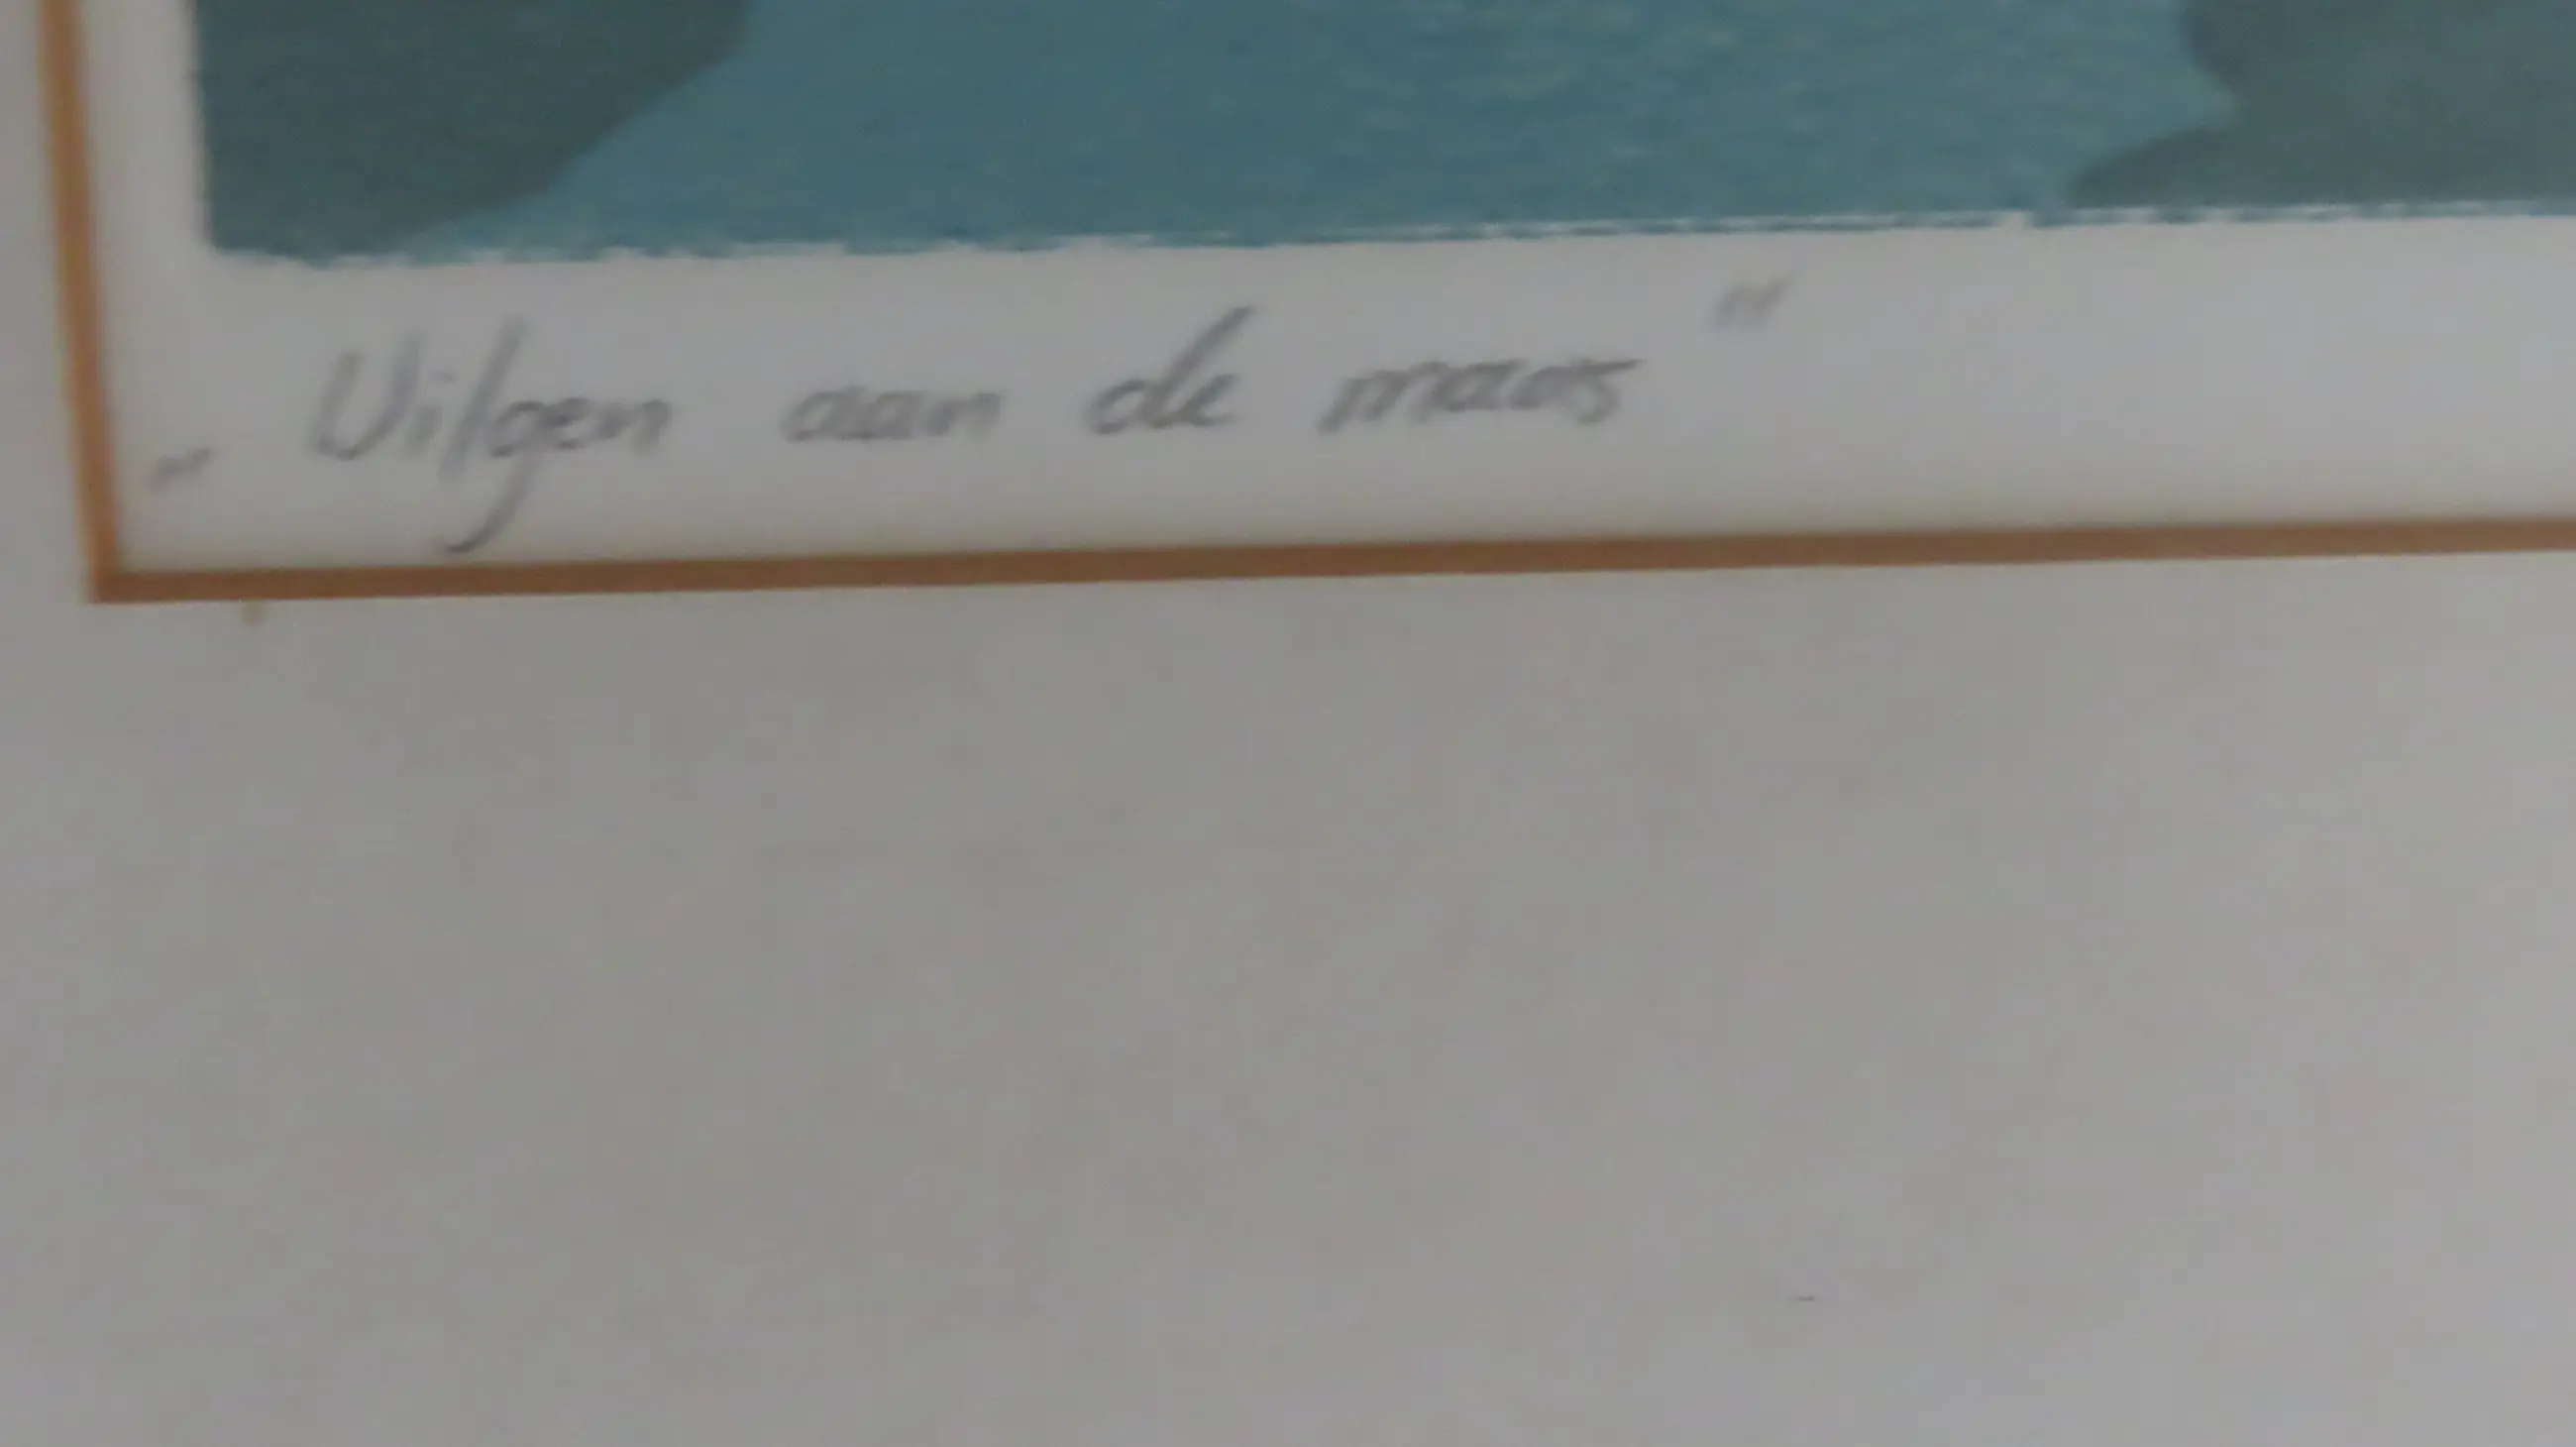 „ Uilgen aan de maas "